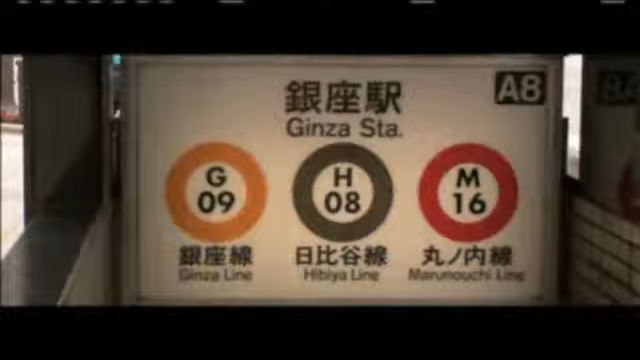 銀座駅
A8
Ginza Sta.
G
09
H
08
M
16
銀座線
日比谷線
丸ノ内線
Ginza Line
Hibiya Line
Marunouchi Line